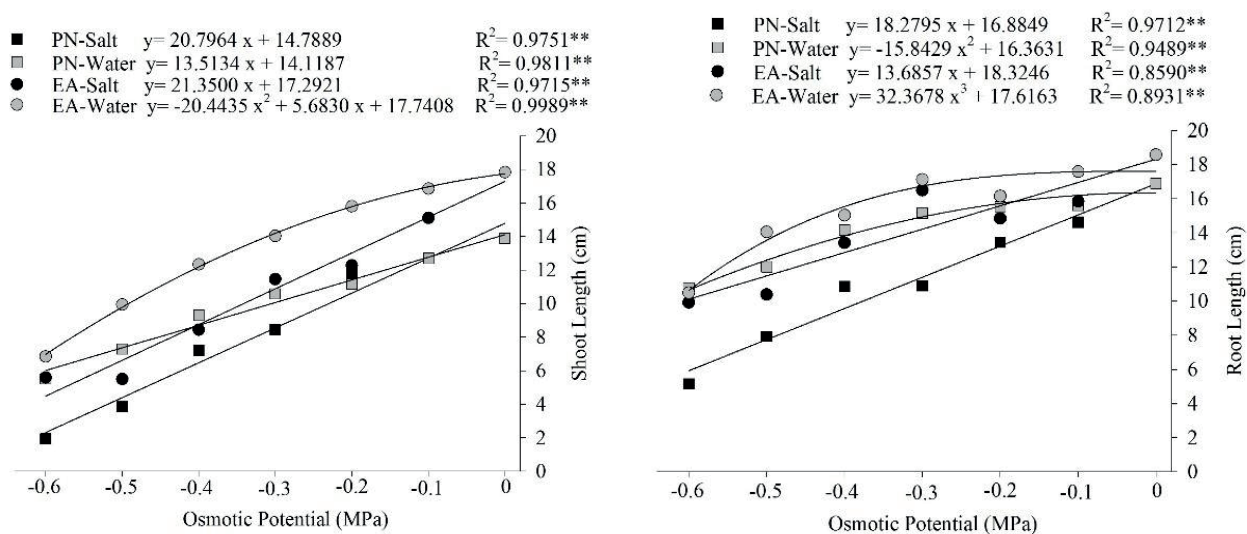 PN-Salt y= 20.7964 x + 14.7889 R²= 0.9751**
PN-Water y= 13.5134 x + 14.1187 R²= 0.9811**
EA-Salt y= 21.3500 x + 17.2921 R²= 0.9715**
EA-Water y= -20.4435 x² + 5.6830 x + 17.7408 R²= 0.9989**
20
18
16
14
12
10
8
6
4
2
0
Shoot Length (cm)
-0.6 -0.5 -0.4 -0.3 -0.2 -0.1 0
Osmotic Potential (MPa)
PN-Salt y= 18.2795 x + 16.8849 R²= 0.9712**
PN-Water y= -15.8429 x² + 16.3631 R²= 0.9489**
EA-Salt y= 13.6857 x + 18.3246 R²= 0.8590**
EA-Water y= 32.3678 x³ + 17.6163 R²= 0.8931**
20
18
16
14
12
10
8
6
4
2
0
Root Length (cm)
-0.6 -0.5 -0.4 -0.3 -0.2 -0.1 0
Osmotic Potential (MPa)